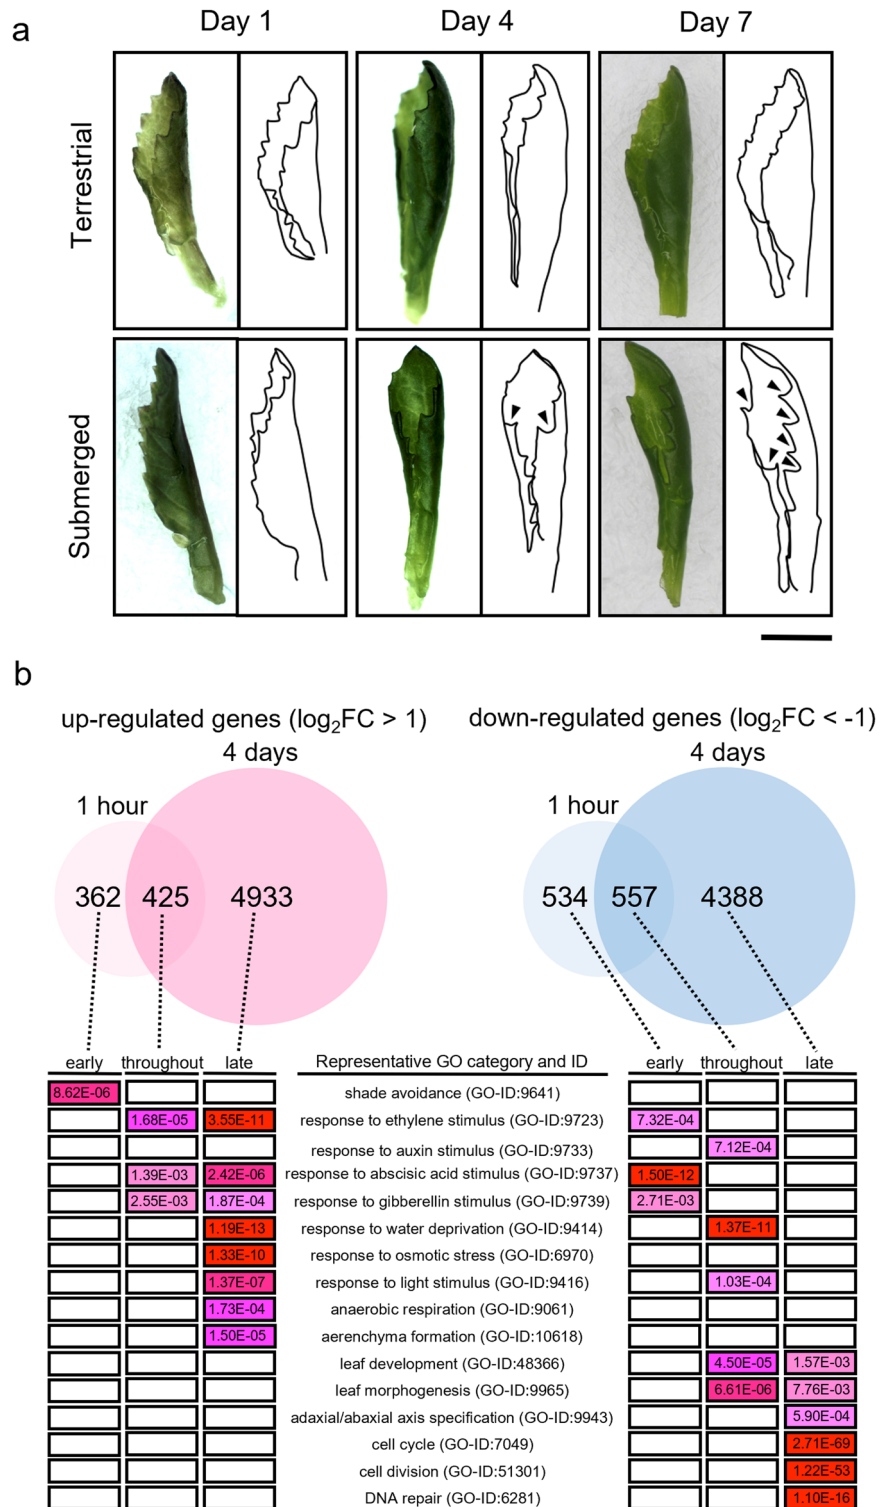 a
Day 1
Day 4
Day 7
Terrestrial
Submerged
b
up-regulated genes (log₂FC > 1)
4 days
1 hour
362
425
4933
down-regulated genes (log₂FC < -1)
4 days
1 hour
534
557
4388
early throughout late Representative GO category and ID early throughout late
8.62E-06 shade avoidance (GO-ID:9641)
1.68E-05 3.55E-11 response to ethylene stimulus (GO-ID:9723) 7.32E-04
response to auxin stimulus (GO-ID:9733) 7.12E-04
1.39E-03 2.42E-06 response to abscisic acid stimulus (GO-ID:9737) 1.50E-12
2.55E-03 1.87E-04 response to gibberellin stimulus (GO-ID:9739) 2.71E-03
1.19E-13 response to water deprivation (GO-ID:9414) 1.37E-11
1.33E-10 response to osmotic stress (GO-ID:6970)
1.37E-07 response to light stimulus (GO-ID:9416) 1.03E-04
1.73E-04 anaerobic respiration (GO-ID:9061)
1.50E-05 aerenchyma formation (GO-ID:10618)
leaf development (GO-ID:48366) 4.50E-05 1.57E-03
leaf morphogenesis (GO-ID:9965) 6.61E-06 7.76E-03
adaxial/abaxial axis specification (GO-ID:9943) 5.90E-04
cell cycle (GO-ID:7049) 2.71E-69
cell division (GO-ID:51301) 1.22E-53
DNA repair (GO-ID:6281) 1.10E-16